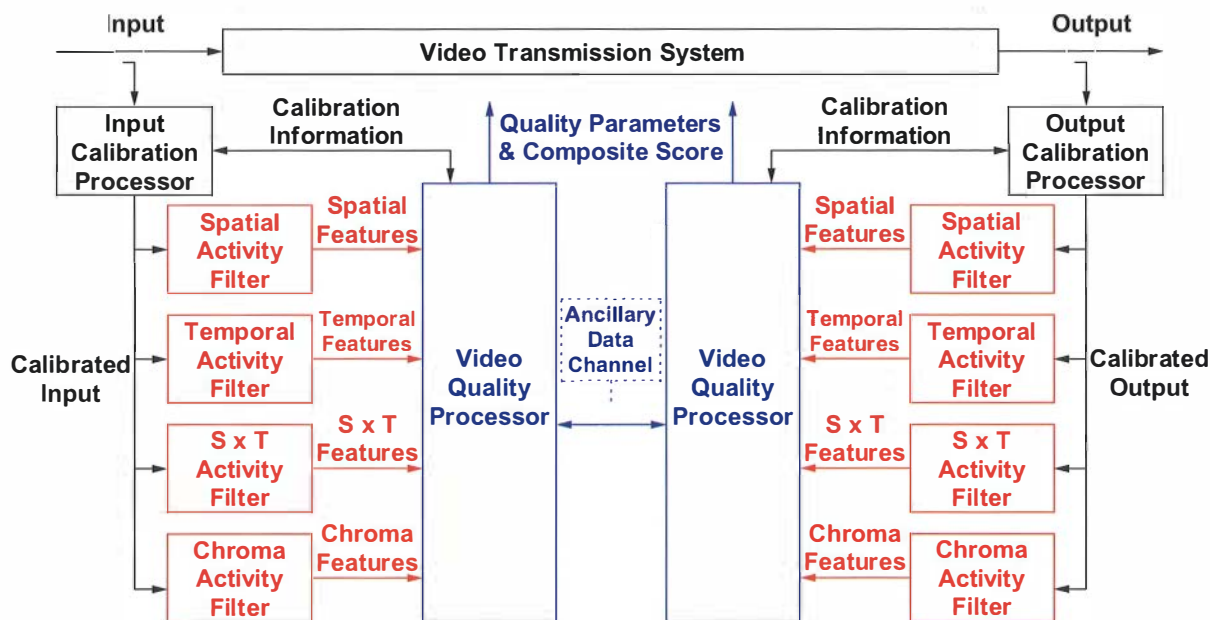 Input
Output
Video Transmission System
Input
Calibration
Processor
Calibration
Information
Quality Parameters
& Composite Score
Calibration
Information
Output
Calibration
Processor
Spatial
Activity
Filter
Spatial
Features
Spatial
Features
Spatial
Activity
Filter
Temporal
Activity
Filter
Temporal
Features
Ancillary
Data
Channel
Temporal
Features
Temporal
Activity
Filter
Calibrated
Input
Video
Quality
Processor
Video
Quality
Processor
Calibrated
Output
S x T
Activity
Filter
S x T
Features
S x T
Features
S x T
Activity
Filter
Chroma
Activity
Filter
Chroma
Features
Chroma
Features
Chroma
Activity
Filter